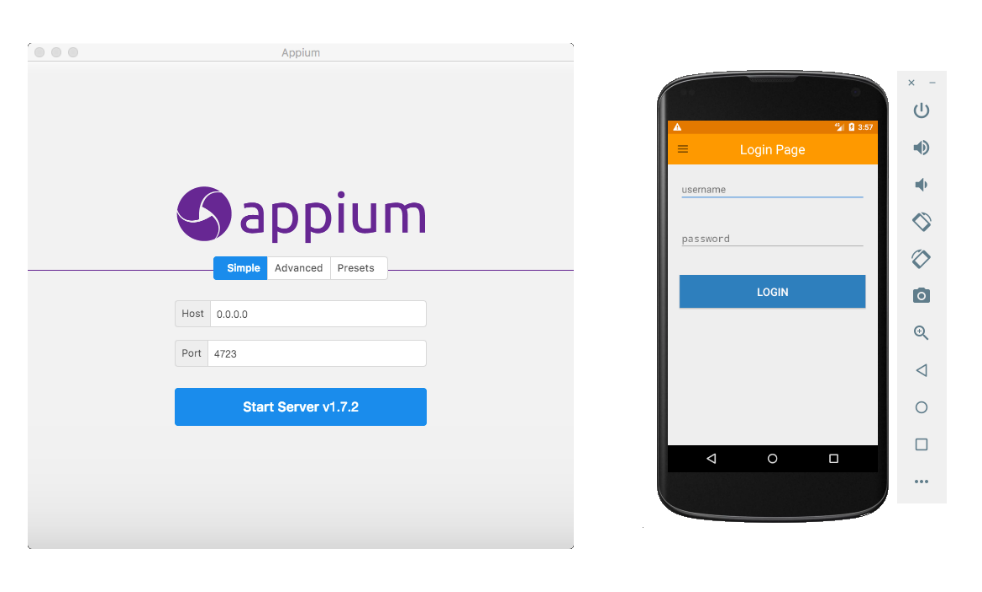 Appium
appium
Simple Advanced Presets
Host 0.0.0.0
Port 4723
Start Server v1.7.2
3:57
Login Page
username
password
LOGIN